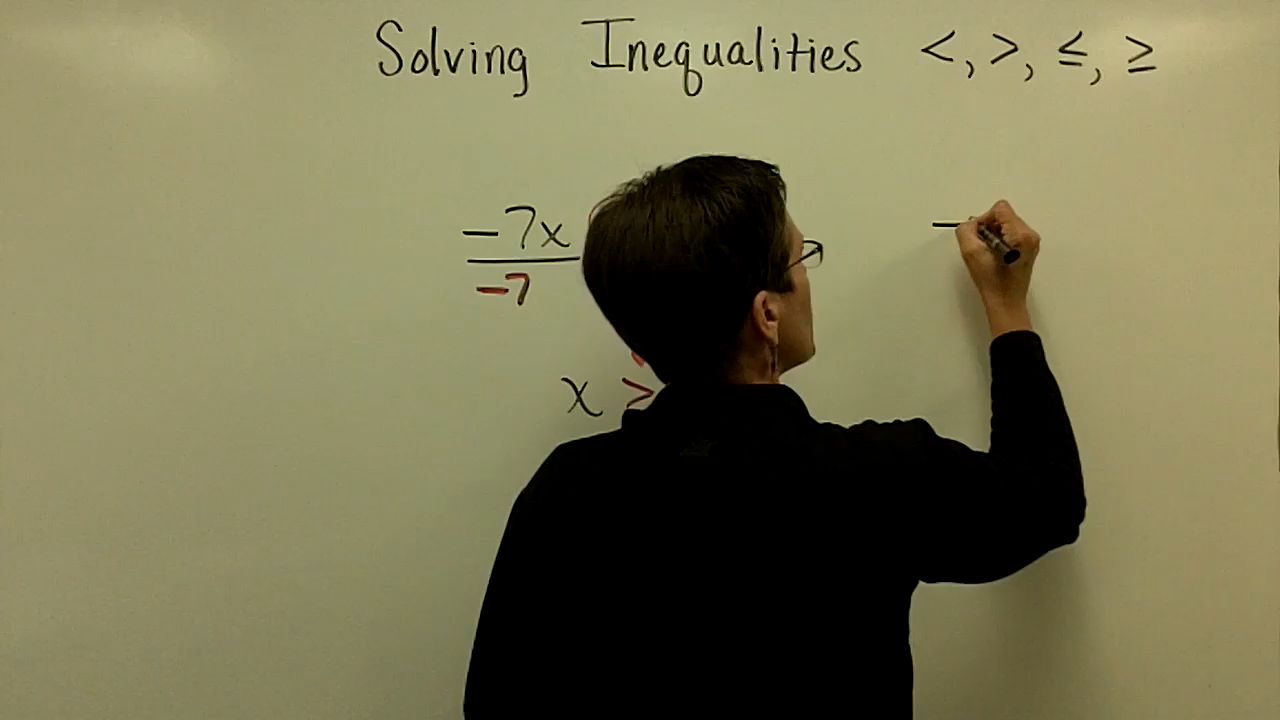 Solving Inequalities <, >, ≤, ≥
-7x
-7
x >
-